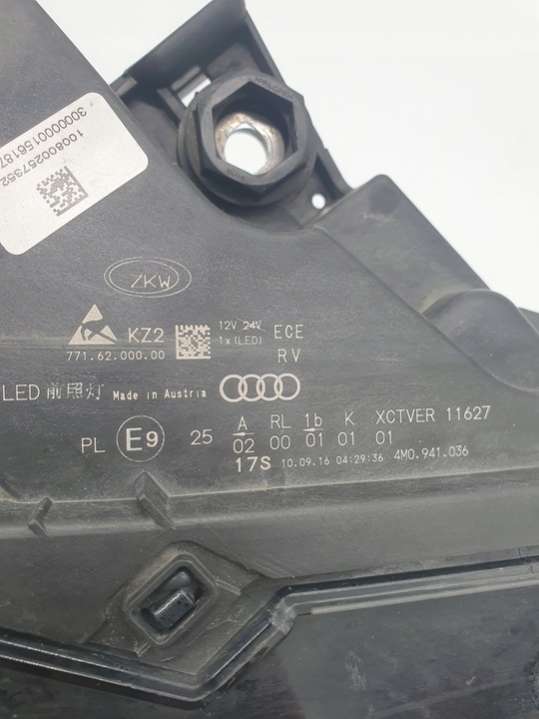 100800257352
ZKW
KZ2
771.62.000.00
12V 24V
1x(LED)
ECE
RV
LED 前照灯 Made in Austria
PL E9 25 A RL 1b K XCTVER 11627
02 00 01 01 01
17S 10.09.16 04:29:36 4M0.941.036